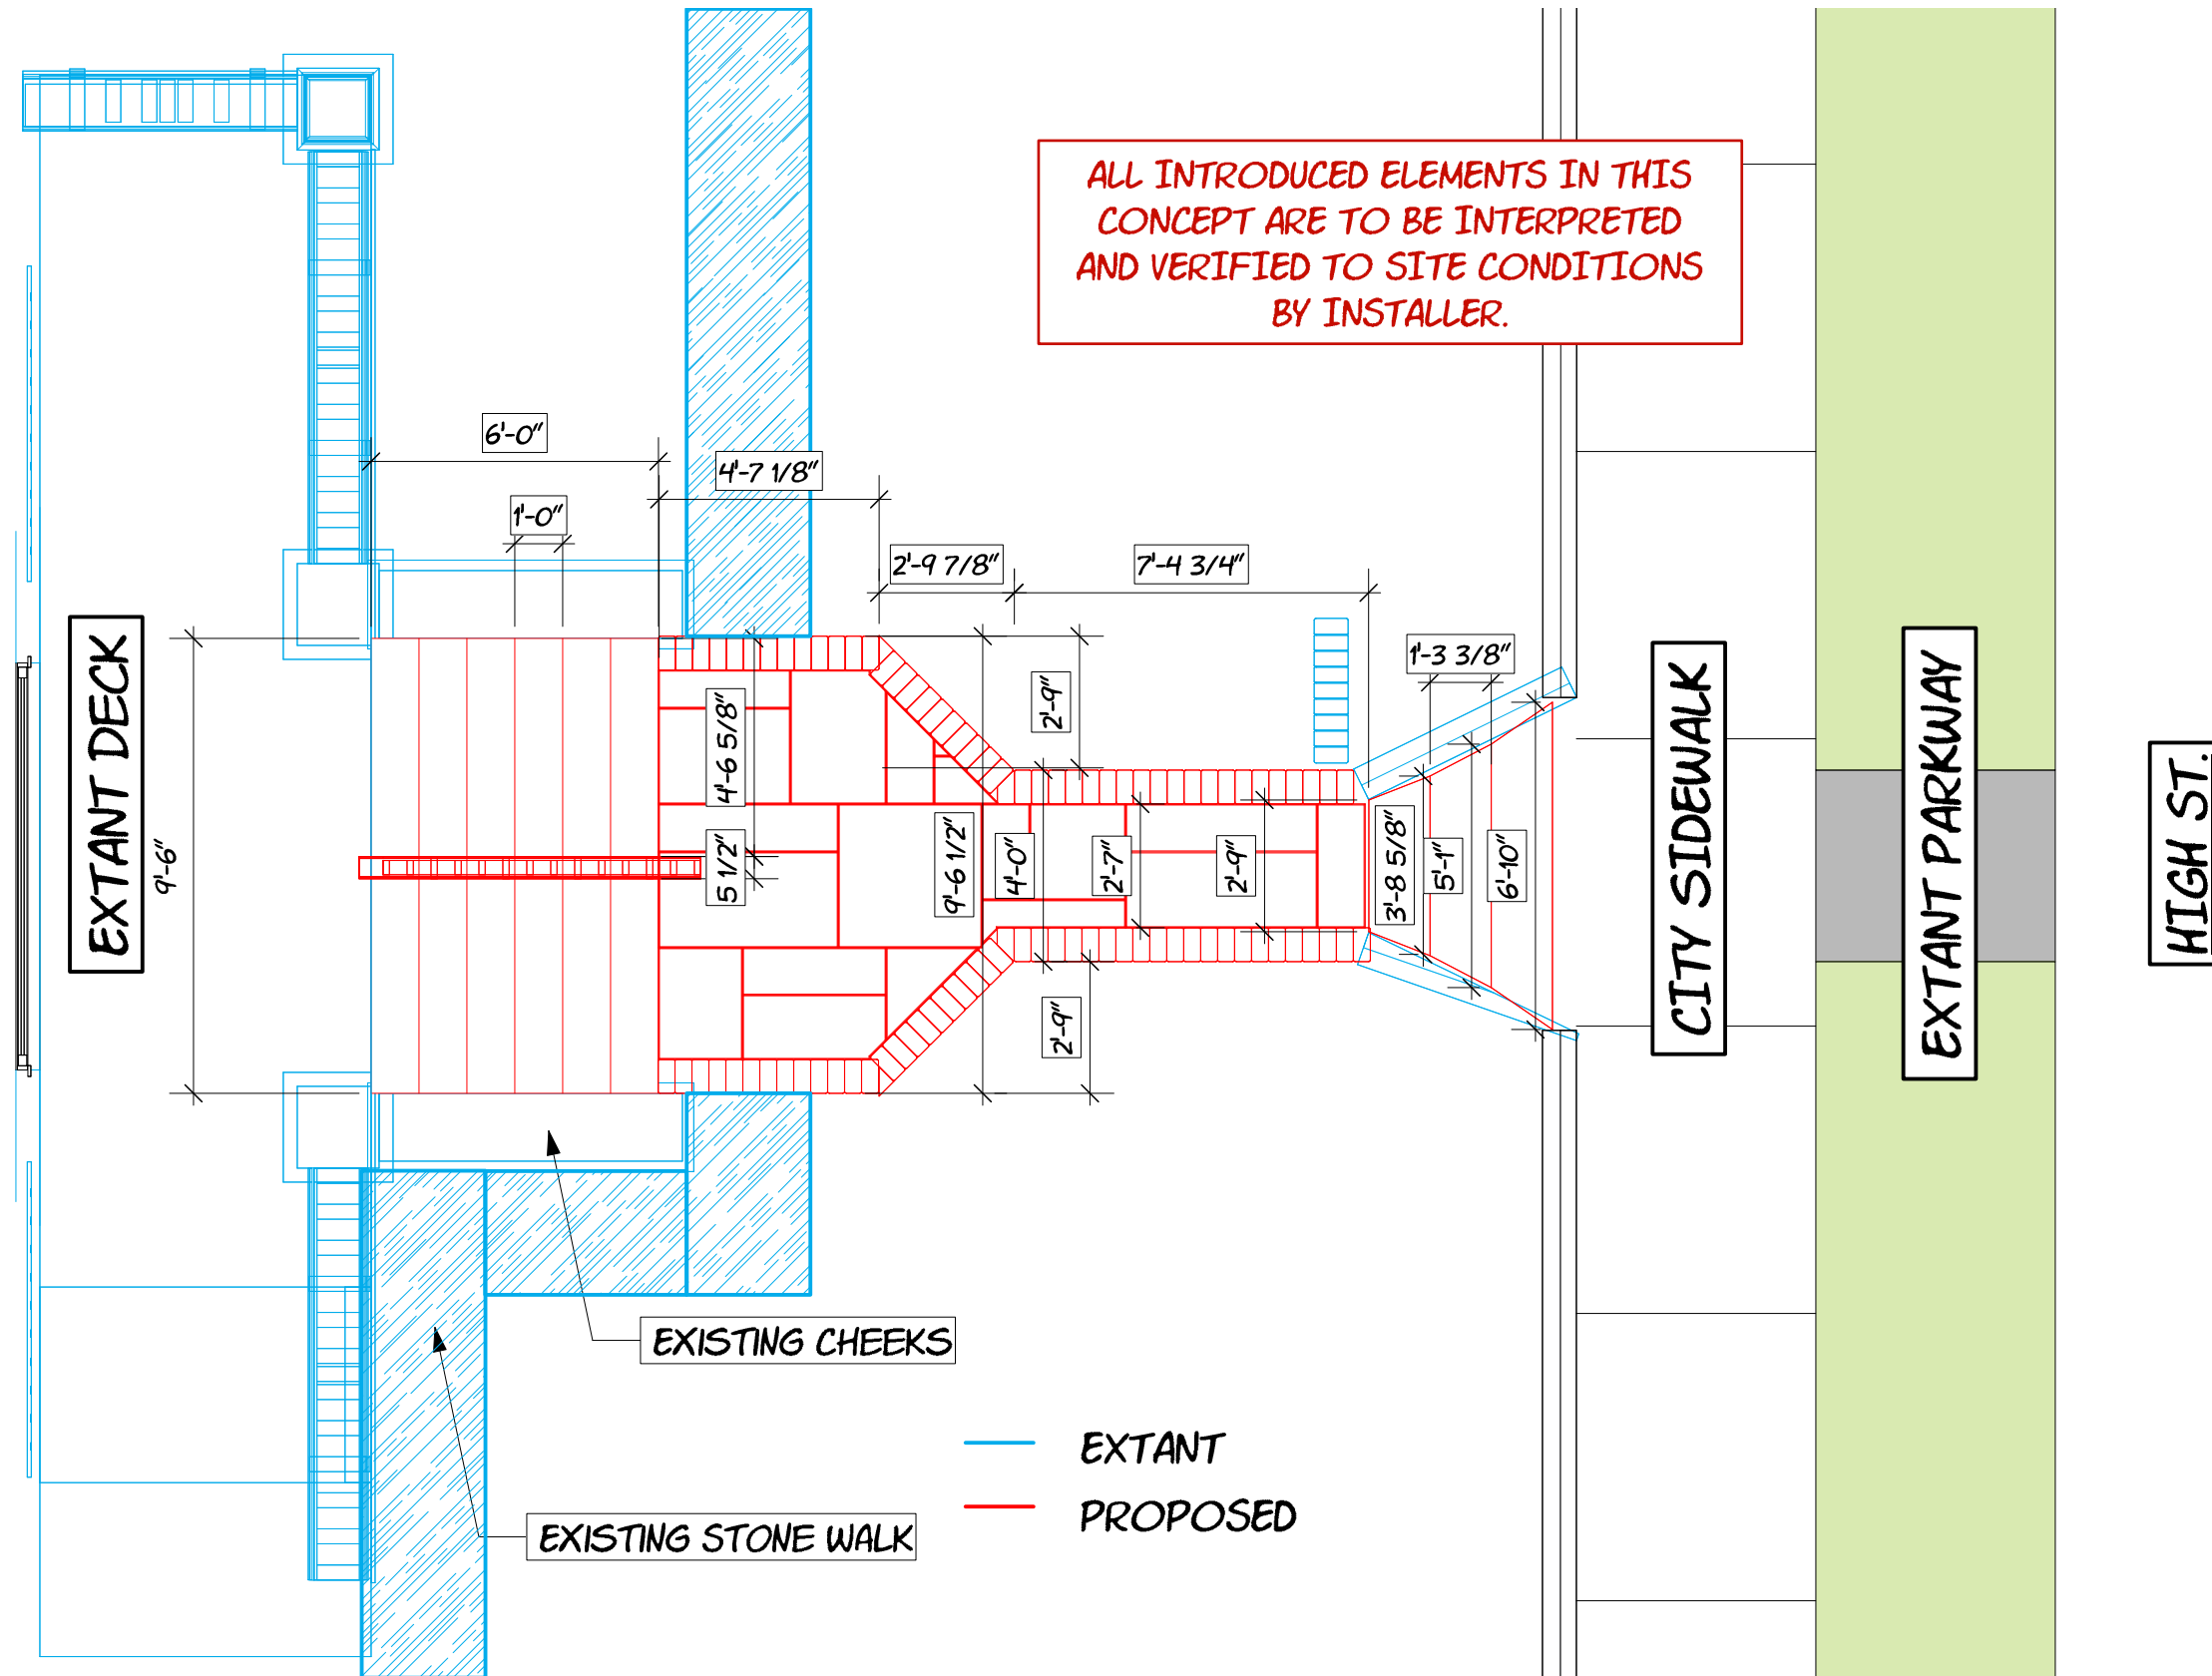 ALL INTRODUCED ELEMENTS IN THIS
CONCEPT ARE TO BE INTERPRETED
AND VERIFIED TO SITE CONDITIONS
BY INSTALLER.
6'-0"
4'-7 1/8"
1'-0"
2'-9 7/8"
7'-4 3/4"
1'-3 3/8"
EXTANT DECK
9'-6"
4'-6 5/8"
5 1/2"
2'-9"
9'-6 1/2"
4'-0"
2'-7"
2'-9"
3'-8 5/8"
5'-1"
6'-10"
2'-9"
CITY SIDEWALK
EXTANT PARKWAY
HIGH ST.
EXISTING CHEEKS
EXISTING STONE WALK
EXTANT
PROPOSED